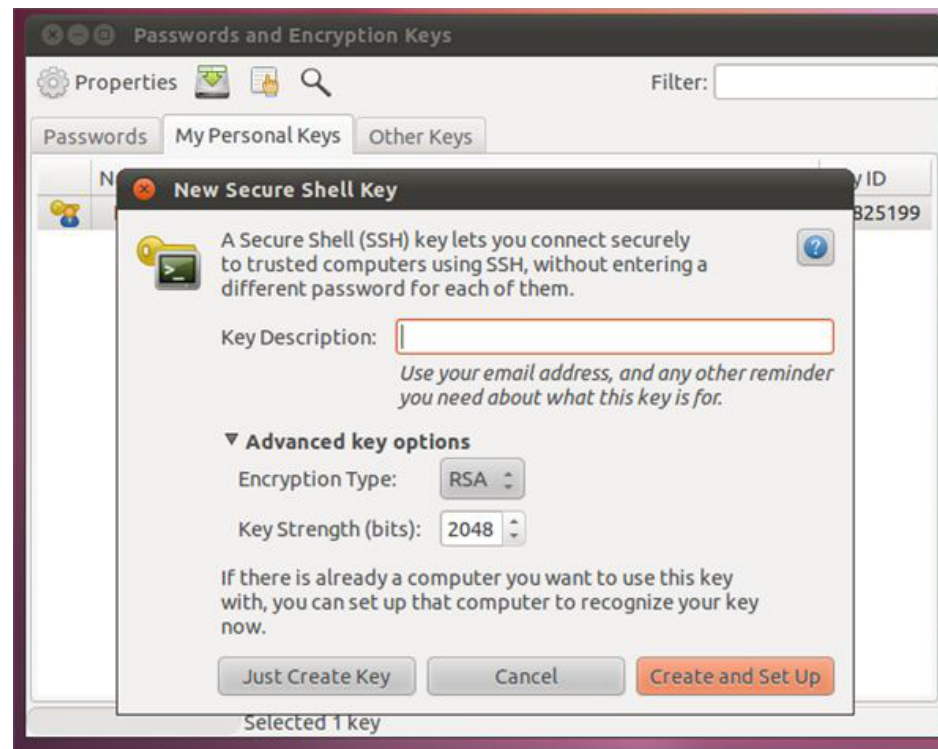 Passwords and Encryption Keys
Properties
Filter:
Passwords My Personal Keys Other Keys
New Secure Shell Key
825199
A Secure Shell (SSH) key lets you connect securely
to trusted computers using SSH, without entering a
different password for each of them.
Key Description:
Use your email address, and any other reminder
you need about what this key is for.
Advanced key options
Encryption Type: RSA
Key Strength (bits): 2048
If there is already a computer you want to use this key
with, you can set up that computer to recognize your key
now.
Just Create Key Cancel Create and Set Up
Selected 1 key